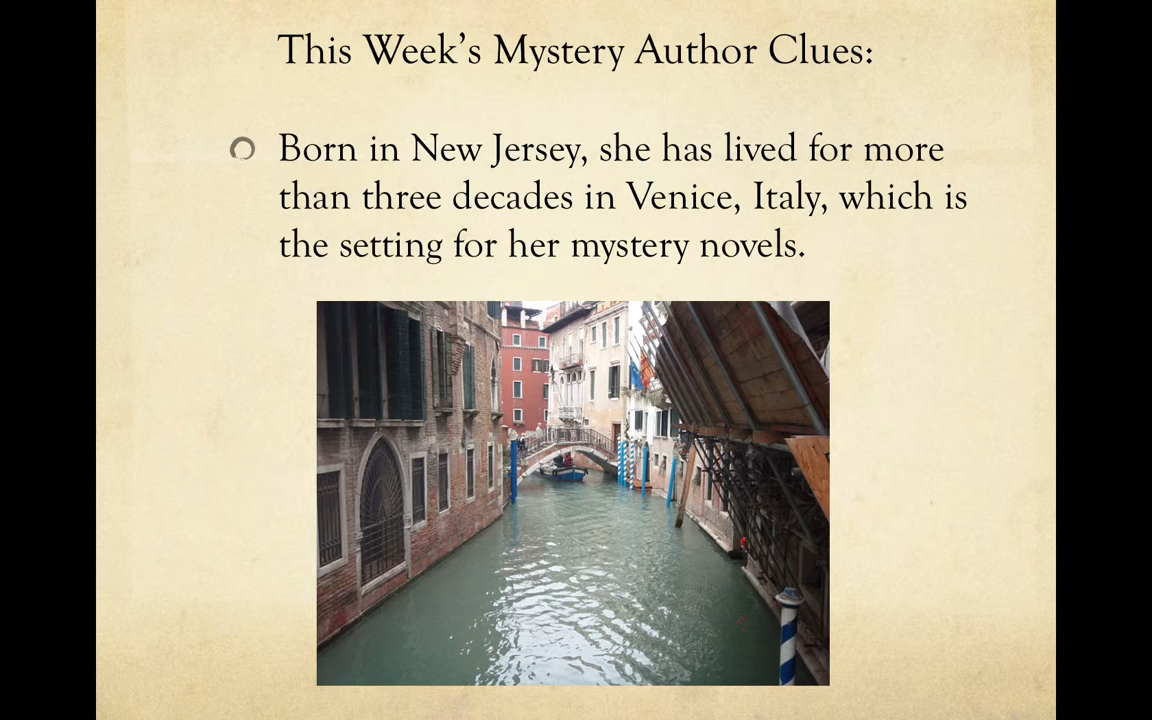 This Week’s Mystery Author Clues:
Born in New Jersey, she has lived for more
than three decades in Venice, Italy, which is
the setting for her mystery novels.